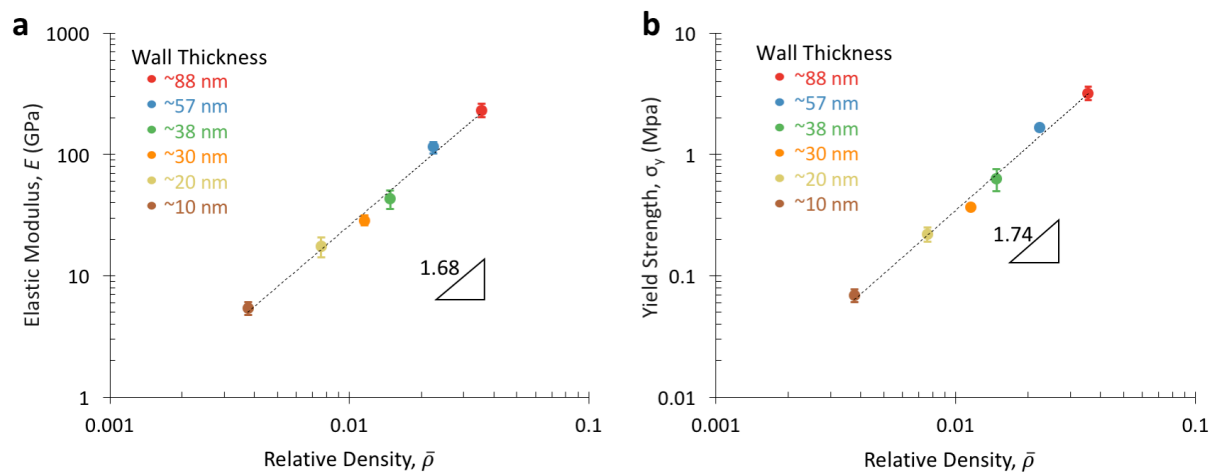 a
1000
100
10
1
Elastic Modulus, E (GPa)
Wall Thickness
~88 nm
~57 nm
~38 nm
~30 nm
~20 nm
~10 nm
1.68
0.001
0.01
0.1
Relative Density, ρ̄
b
10
1
0.1
0.01
Yield Strength, σy (Mpa)
Wall Thickness
~88 nm
~57 nm
~38 nm
~30 nm
~20 nm
~10 nm
1.74
0.001
0.01
0.1
Relative Density, ρ̄